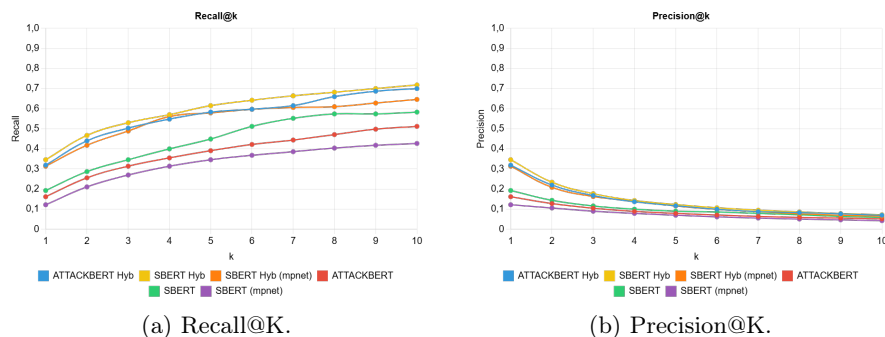 Recall@k
1,0
0,9
0,8
0,7
0,6
0,5
0,4
0,3
0,2
0,1
0
Recall
1 2 3 4 5 6 7 8 9 10
k
ATTACKBERT Hyb SBERT Hyb SBERT Hyb (mpnet) ATTACKBERT
SBERT SBERT (mpnet)
(a) Recall@K.
Precision@k
1,0
0,9
0,8
0,7
0,6
0,5
0,4
0,3
0,2
0,1
0
Precision
1 2 3 4 5 6 7 8 9 10
k
ATTACKBERT Hyb SBERT Hyb SBERT Hyb (mpnet) ATTACKBERT
SBERT SBERT (mpnet)
(b) Precision@K.